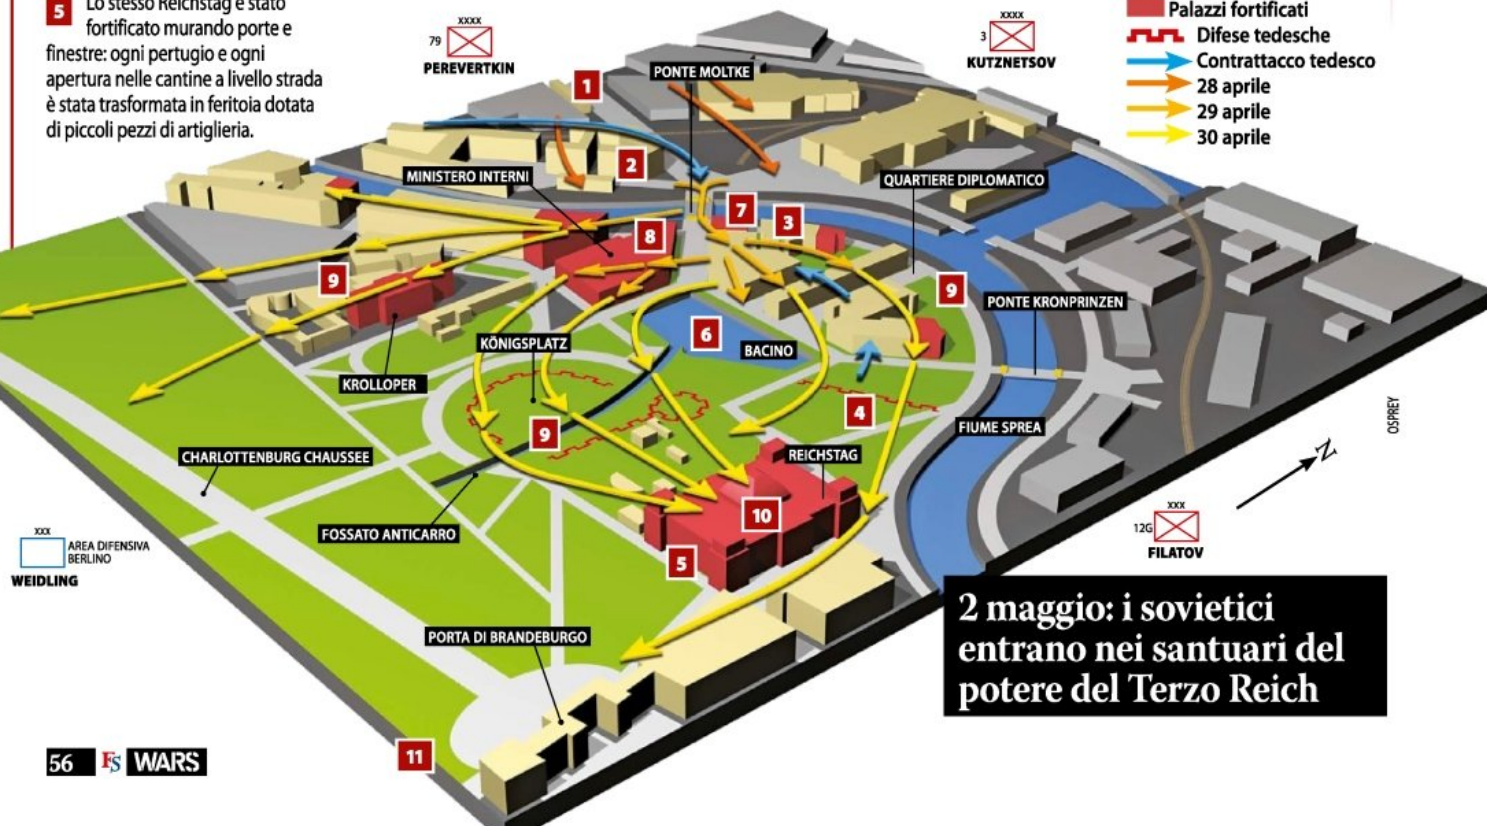 5 Lo stesso Reichstag è stato
fortificato murando porte e
finestre: ogni pertugio e ogni
apertura nelle cantine a livello strada
è stata trasformata in feritoia dotata
di piccoli pezzi di artiglieria.
xxxx
79
PEREVERTKIN
xxxx
3
KUTZNETSOV
Palazzi fortificati
Difese tedesche
Contrattacco tedesco
28 aprile
29 aprile
30 aprile
PONTE MOLTKE
1
2
MINISTERO INTERNI
QUARTIERE DIPLOMATICO
7
3
8
9
9
PONTE KRONPRINZEN
6
KÖNIGSPLATZ
BACINO
KROLLOPER
4
9
FIUME SPREA
OSPREY
CHARLOTTENBURG CHAUSSEE
REICHSTAG
N
10
FOSSATO ANTICARRO
xxx
12G
FILATOV
xxx
AREA DIFENSIVA
BERLINO
WEIDLING
5
2 maggio: i sovietici
entrano nei santuari del
potere del Terzo Reich
PORTA DI BRANDEBURGO
11
56 FS WARS